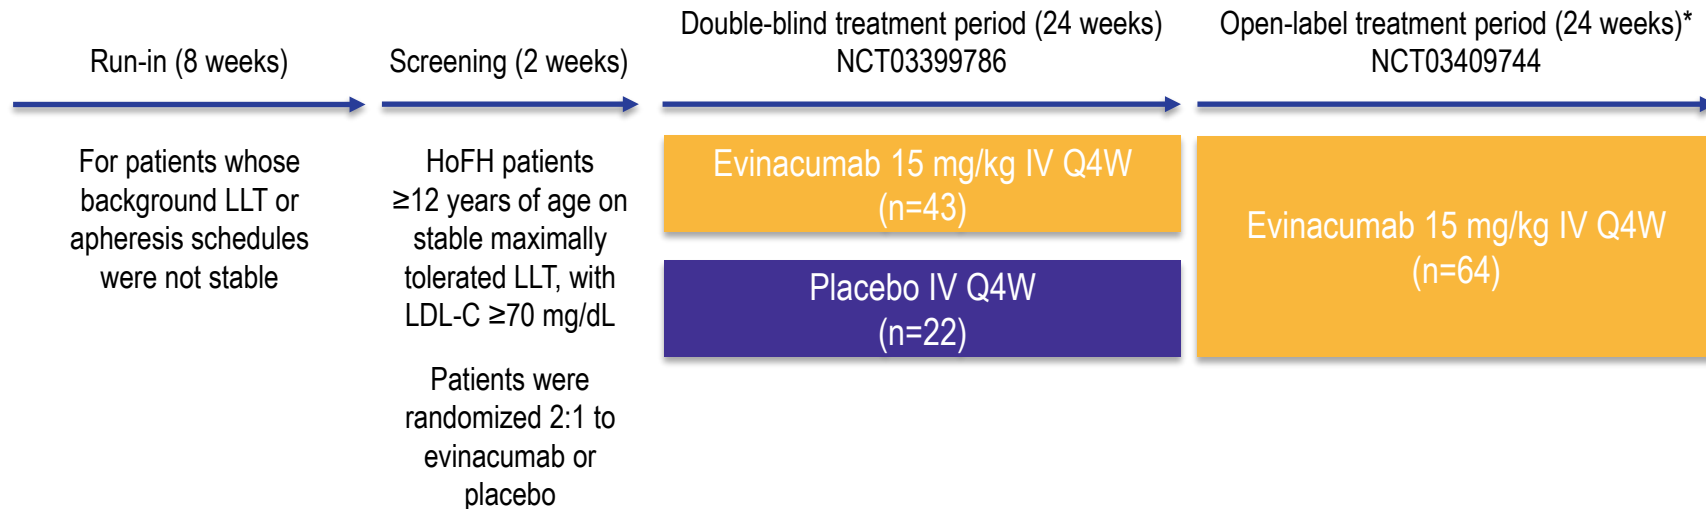 Run-in (8 weeks)
For patients whose
background LLT or
apheresis schedules
were not stable
Screening (2 weeks)
HoFH patients
≥12 years of age on
stable maximally
tolerated LLT, with
LDL-C ≥70 mg/dL
Patients were
randomized 2:1 to
evinacumab or
placebo
Double-blind treatment period (24 weeks)
NCT03399786
Evinacumab 15 mg/kg IV Q4W
(n=43)
Placebo IV Q4W
(n=22)
Open-label treatment period (24 weeks)*
NCT03409744
Evinacumab 15 mg/kg IV Q4W
(n=64)